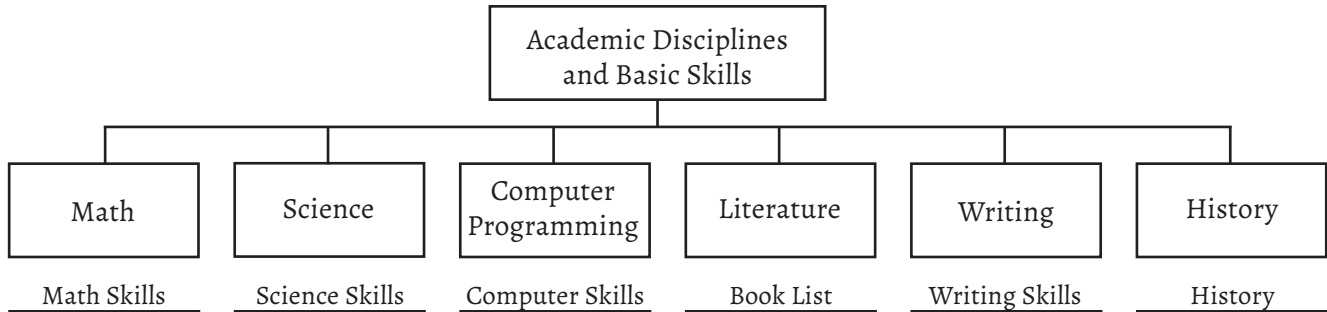 Academic Disciplines
and Basic Skills
Math
Science
Computer
Programming
Literature
Writing
History
Math Skills
Science Skills
Computer Skills
Book List
Writing Skills
History